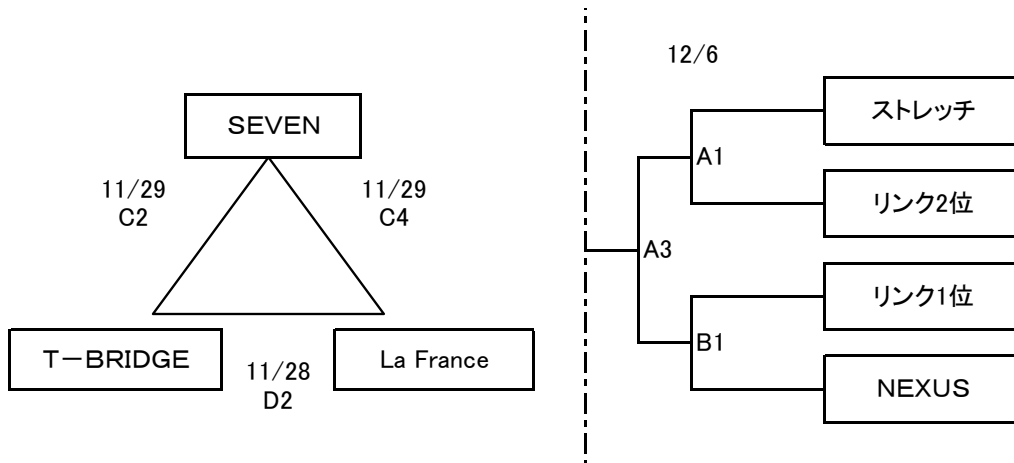 SEVEN
11/29
C2
11/29
C4
T－BRIDGE
11/28
D2
La France
12/6
ストレッチ
A1
リンク2位
A3
リンク1位
B1
NEXUS